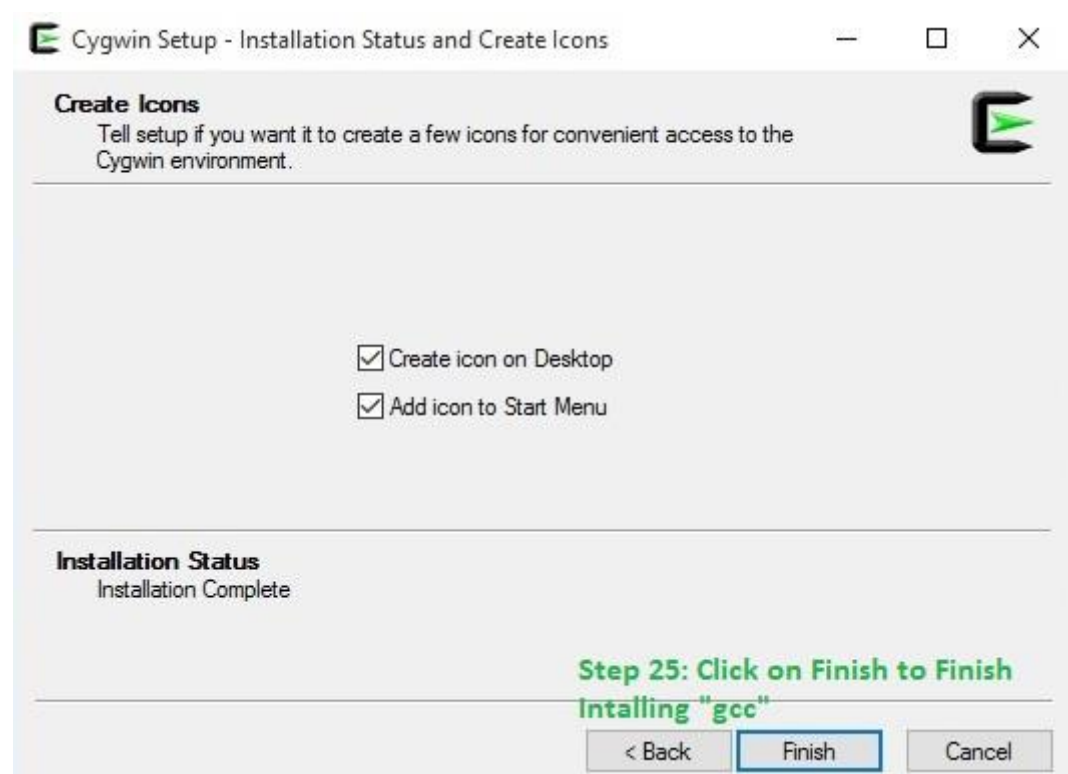 Cygwin Setup - Installation Status and Create Icons
Create Icons
Tell setup if you want it to create a few icons for convenient access to the
Cygwin environment.
Create icon on Desktop
Add icon to Start Menu
Installation Status
Installation Complete
Step 25: Click on Finish to Finish
Intalling "gcc"
< Back Finish Cancel